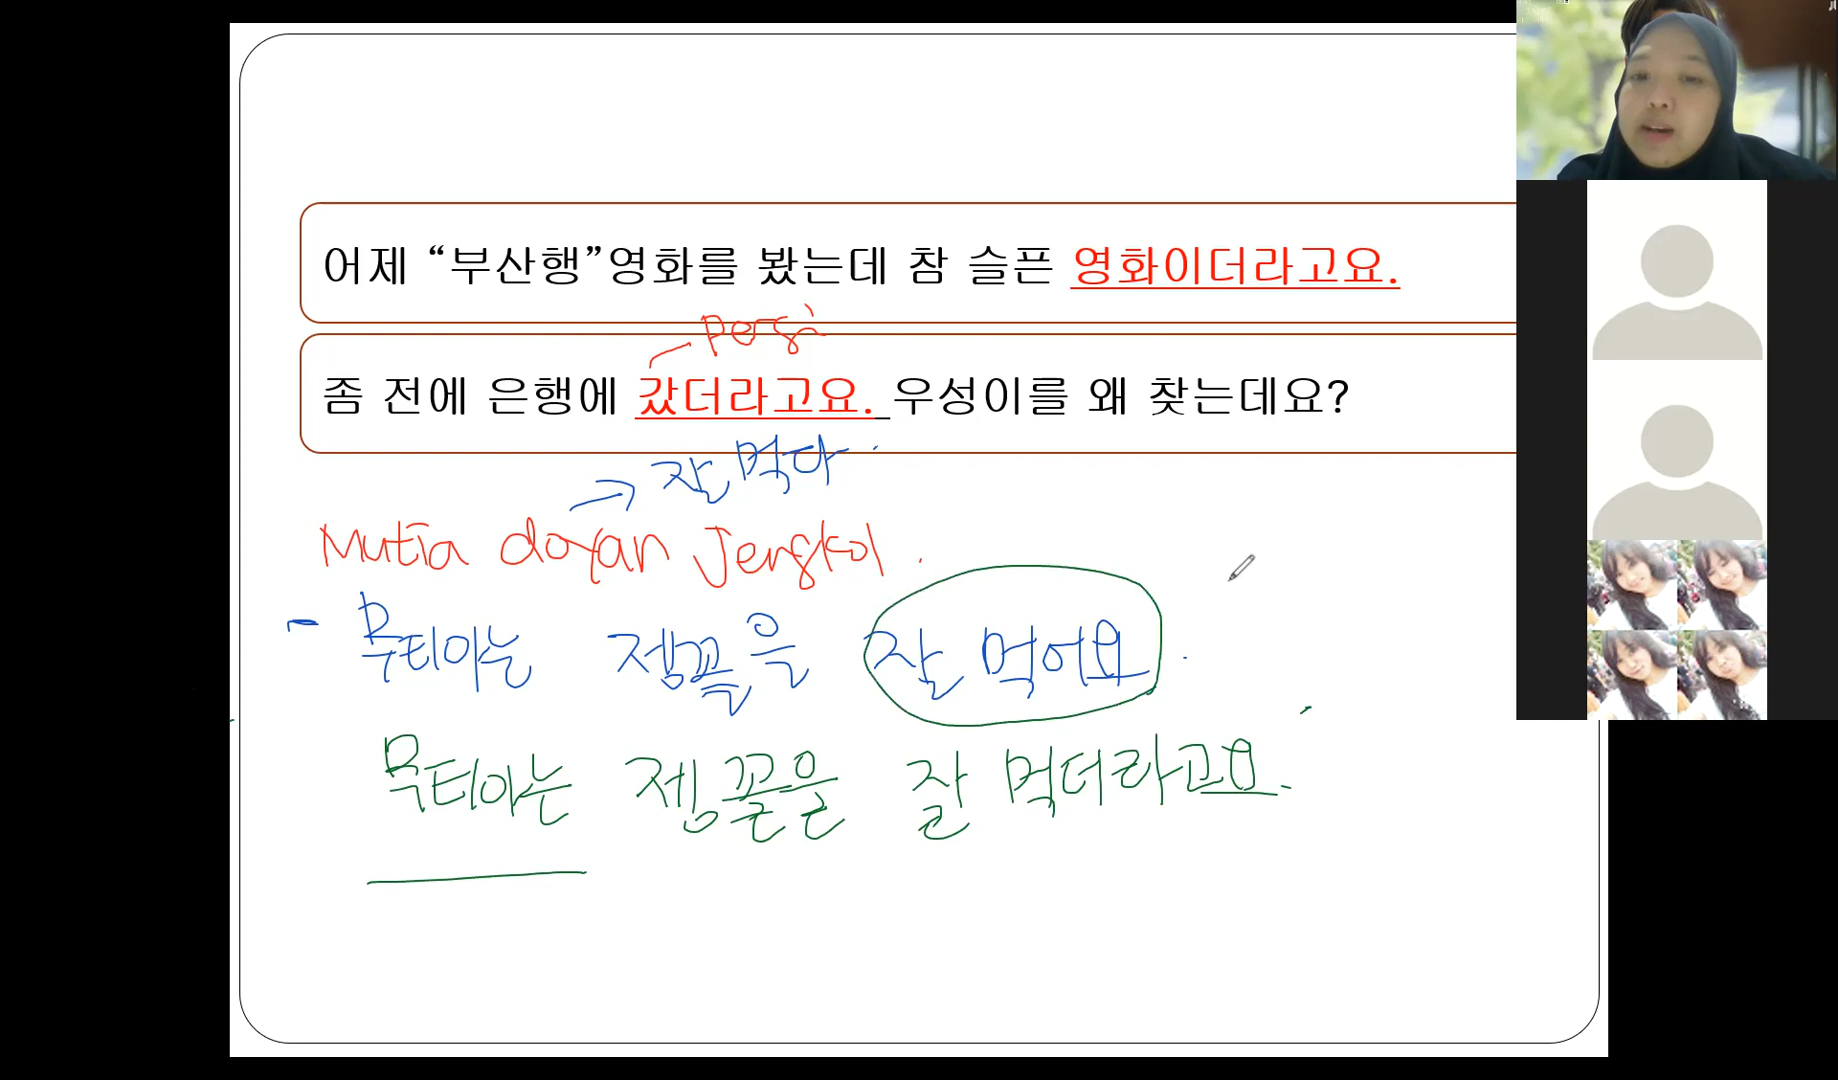 어제 “부산행”영화를 봤는데 참 슬픈 영화이더라고요.
pergi
좀 전에 은행에 갔더라고요. 우성이를 왜 찾는데요?
→ 잘 먹다.
Mutia doyan Jengkol.
- 무티아는 젱꼴을 잘 먹어요.
무티아는 젱꼴을 잘 먹더라고요.